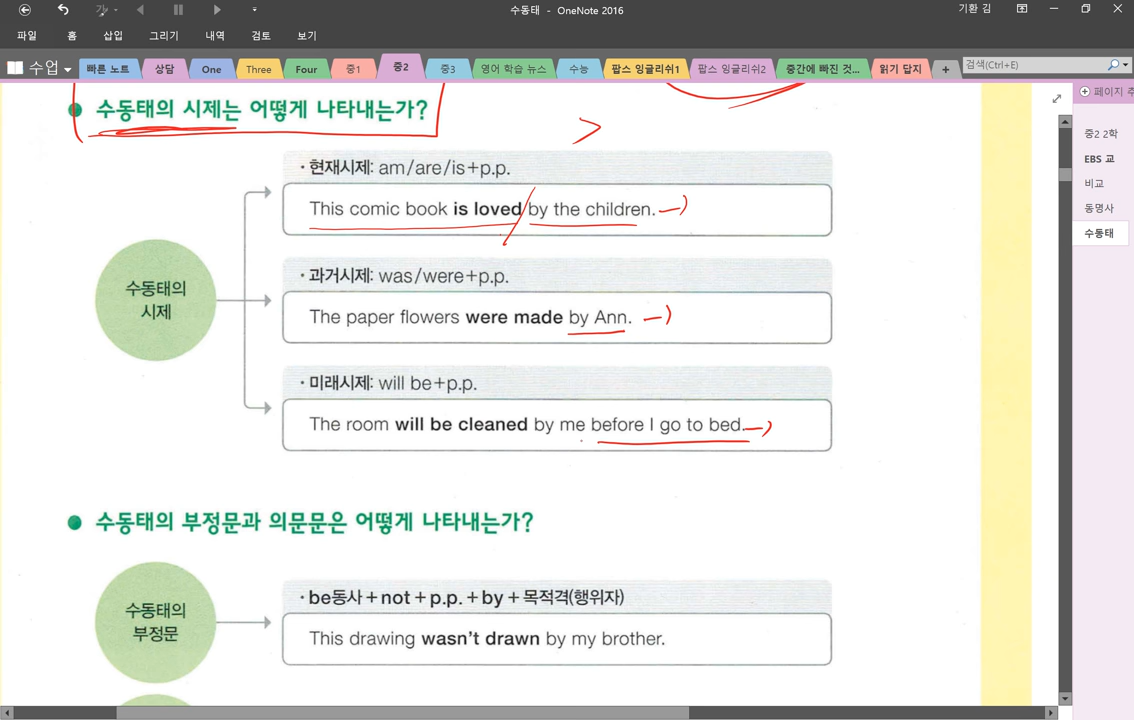 수동태 - OneNote 2016
기환 김
파일 홈 삽입 그리기 내역 검토 보기
수업 빠른 노트 상담 One Three Four 중1 중2 중3 영어 학습 뉴스 수능 팝스 잉글리쉬1 팝스 잉글리쉬2 중간에 빠진 것... 읽기 답지 + 검색(Ctrl+E)
페이지 추
중2 2학
EBS 교
비교
동명사
수동태
수동태의 시제는 어떻게 나타내는가?
수동태의
시제
· 현재시제: am/are/is+p.p.
This comic book is loved by the children.
· 과거시제: was/were+p.p.
The paper flowers were made by Ann.
· 미래시제: will be+p.p.
The room will be cleaned by me before I go to bed.
수동태의 부정문과 의문문은 어떻게 나타내는가?
수동태의
부정문
· be동사+not+p.p.+by+목적격(행위자)
This drawing wasn't drawn by my brother.